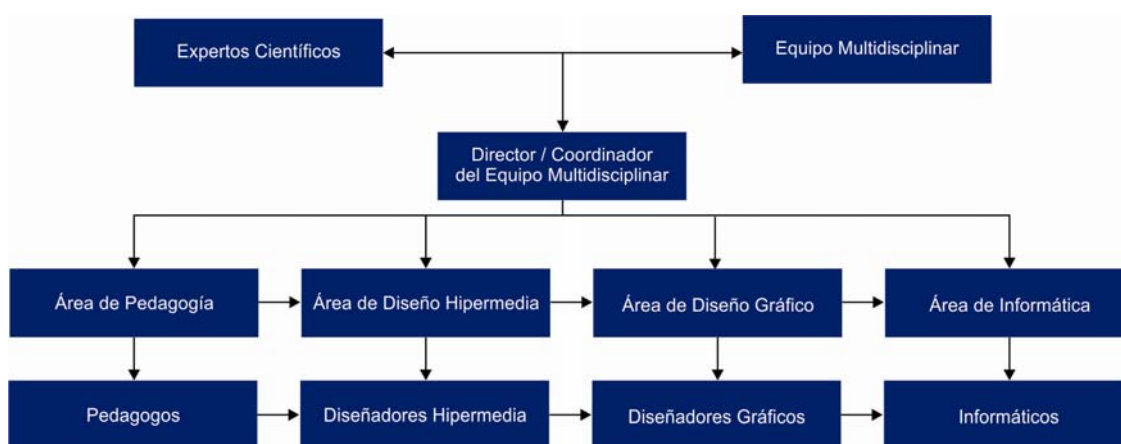 Expertos Científicos
Equipo Multidisciplinar
Director / Coordinador
del Equipo Multidisciplinar
Área de Pedagogía
Área de Diseño Hipermedia
Área de Diseño Gráfico
Área de Informática
Pedagogos
Diseñadores Hipermedia
Diseñadores Gráficos
Informáticos